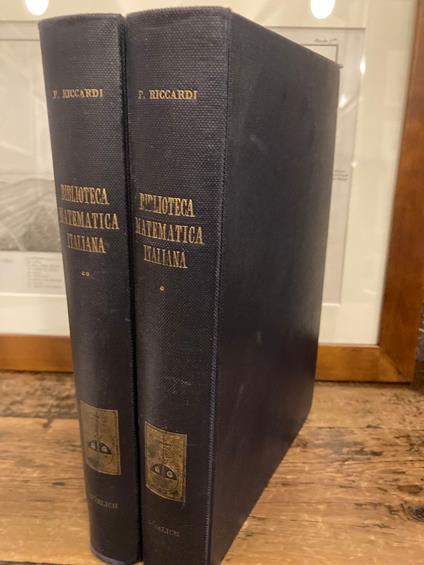 P. RICCARDI
BIBLIOTECA
MATEMATICA
ITALIANA
**
P. RICCARDI
BIBLIOTECA
MATEMATICA
ITALIANA
*